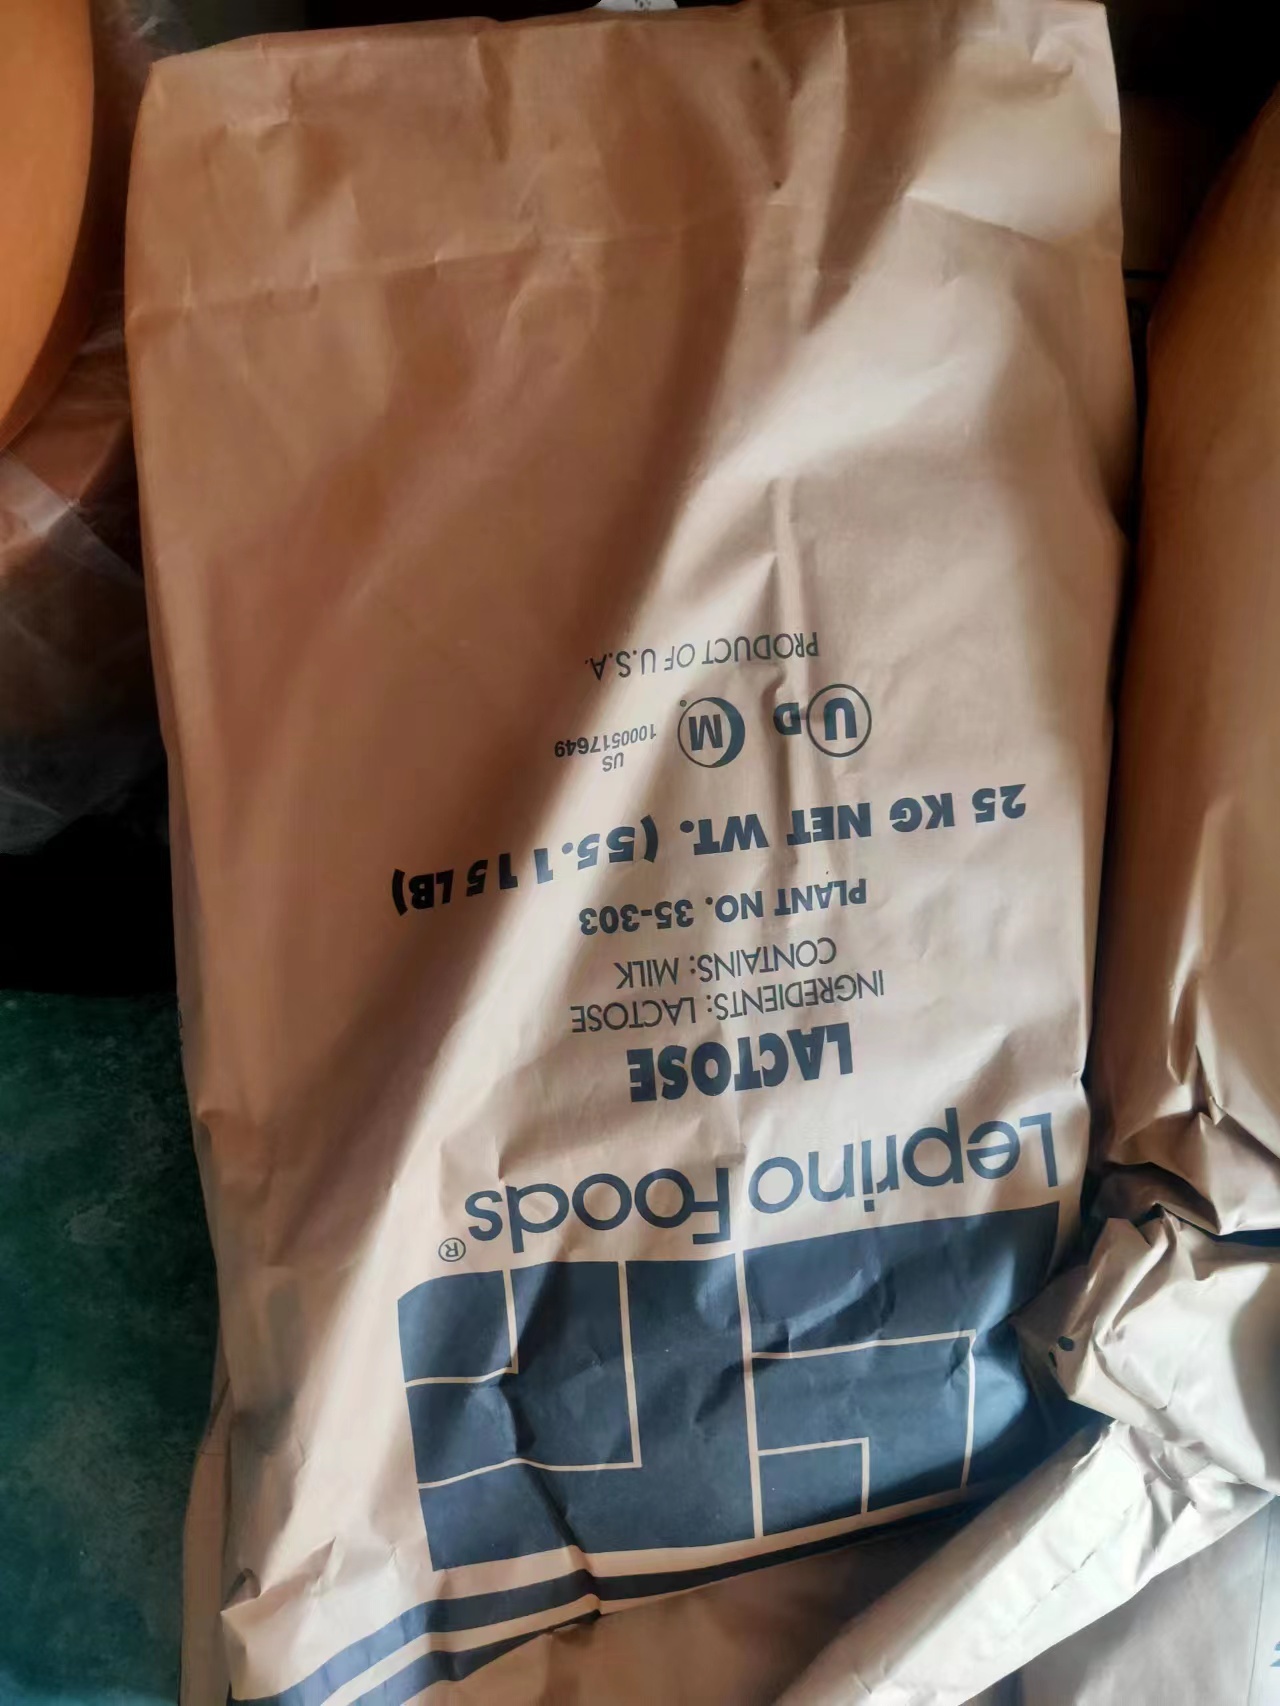 Leprino Foods®
LACTOSE
INGREDIENTS: LACTOSE
CONTAINS: MILK
PLANT NO. 35-303
25 KG NET WT. (55.115 LB)
U D M
US
1000517649
PRODUCT OF U.S.A.